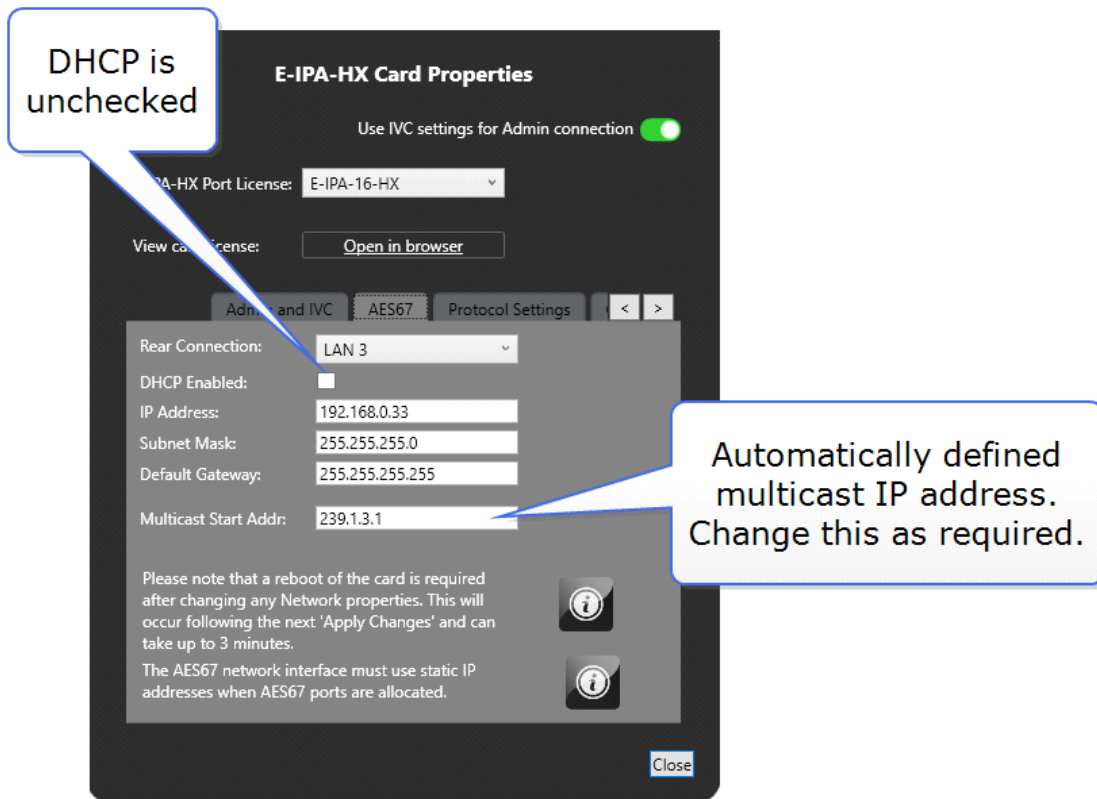 DHCP is
unchecked
E-IPA-HX Card Properties
Use IVC settings for Admin connection
PA-HX Port License: E-IPA-16-HX
View ca icense: Open in browser
Admin and IVC AES67 Protocol Settings < >
Rear Connection: LAN 3
DHCP Enabled:
IP Address: 192.168.0.33
Subnet Mask: 255.255.255.0
Default Gateway: 255.255.255.255
Multicast Start Addr: 239.1.3.1
Automatically defined
multicast IP address.
Change this as required.
Please note that a reboot of the card is required
after changing any Network properties. This will
occur following the next 'Apply Changes' and can
take up to 3 minutes.
The AES67 network interface must use static IP
addresses when AES67 ports are allocated.
Close